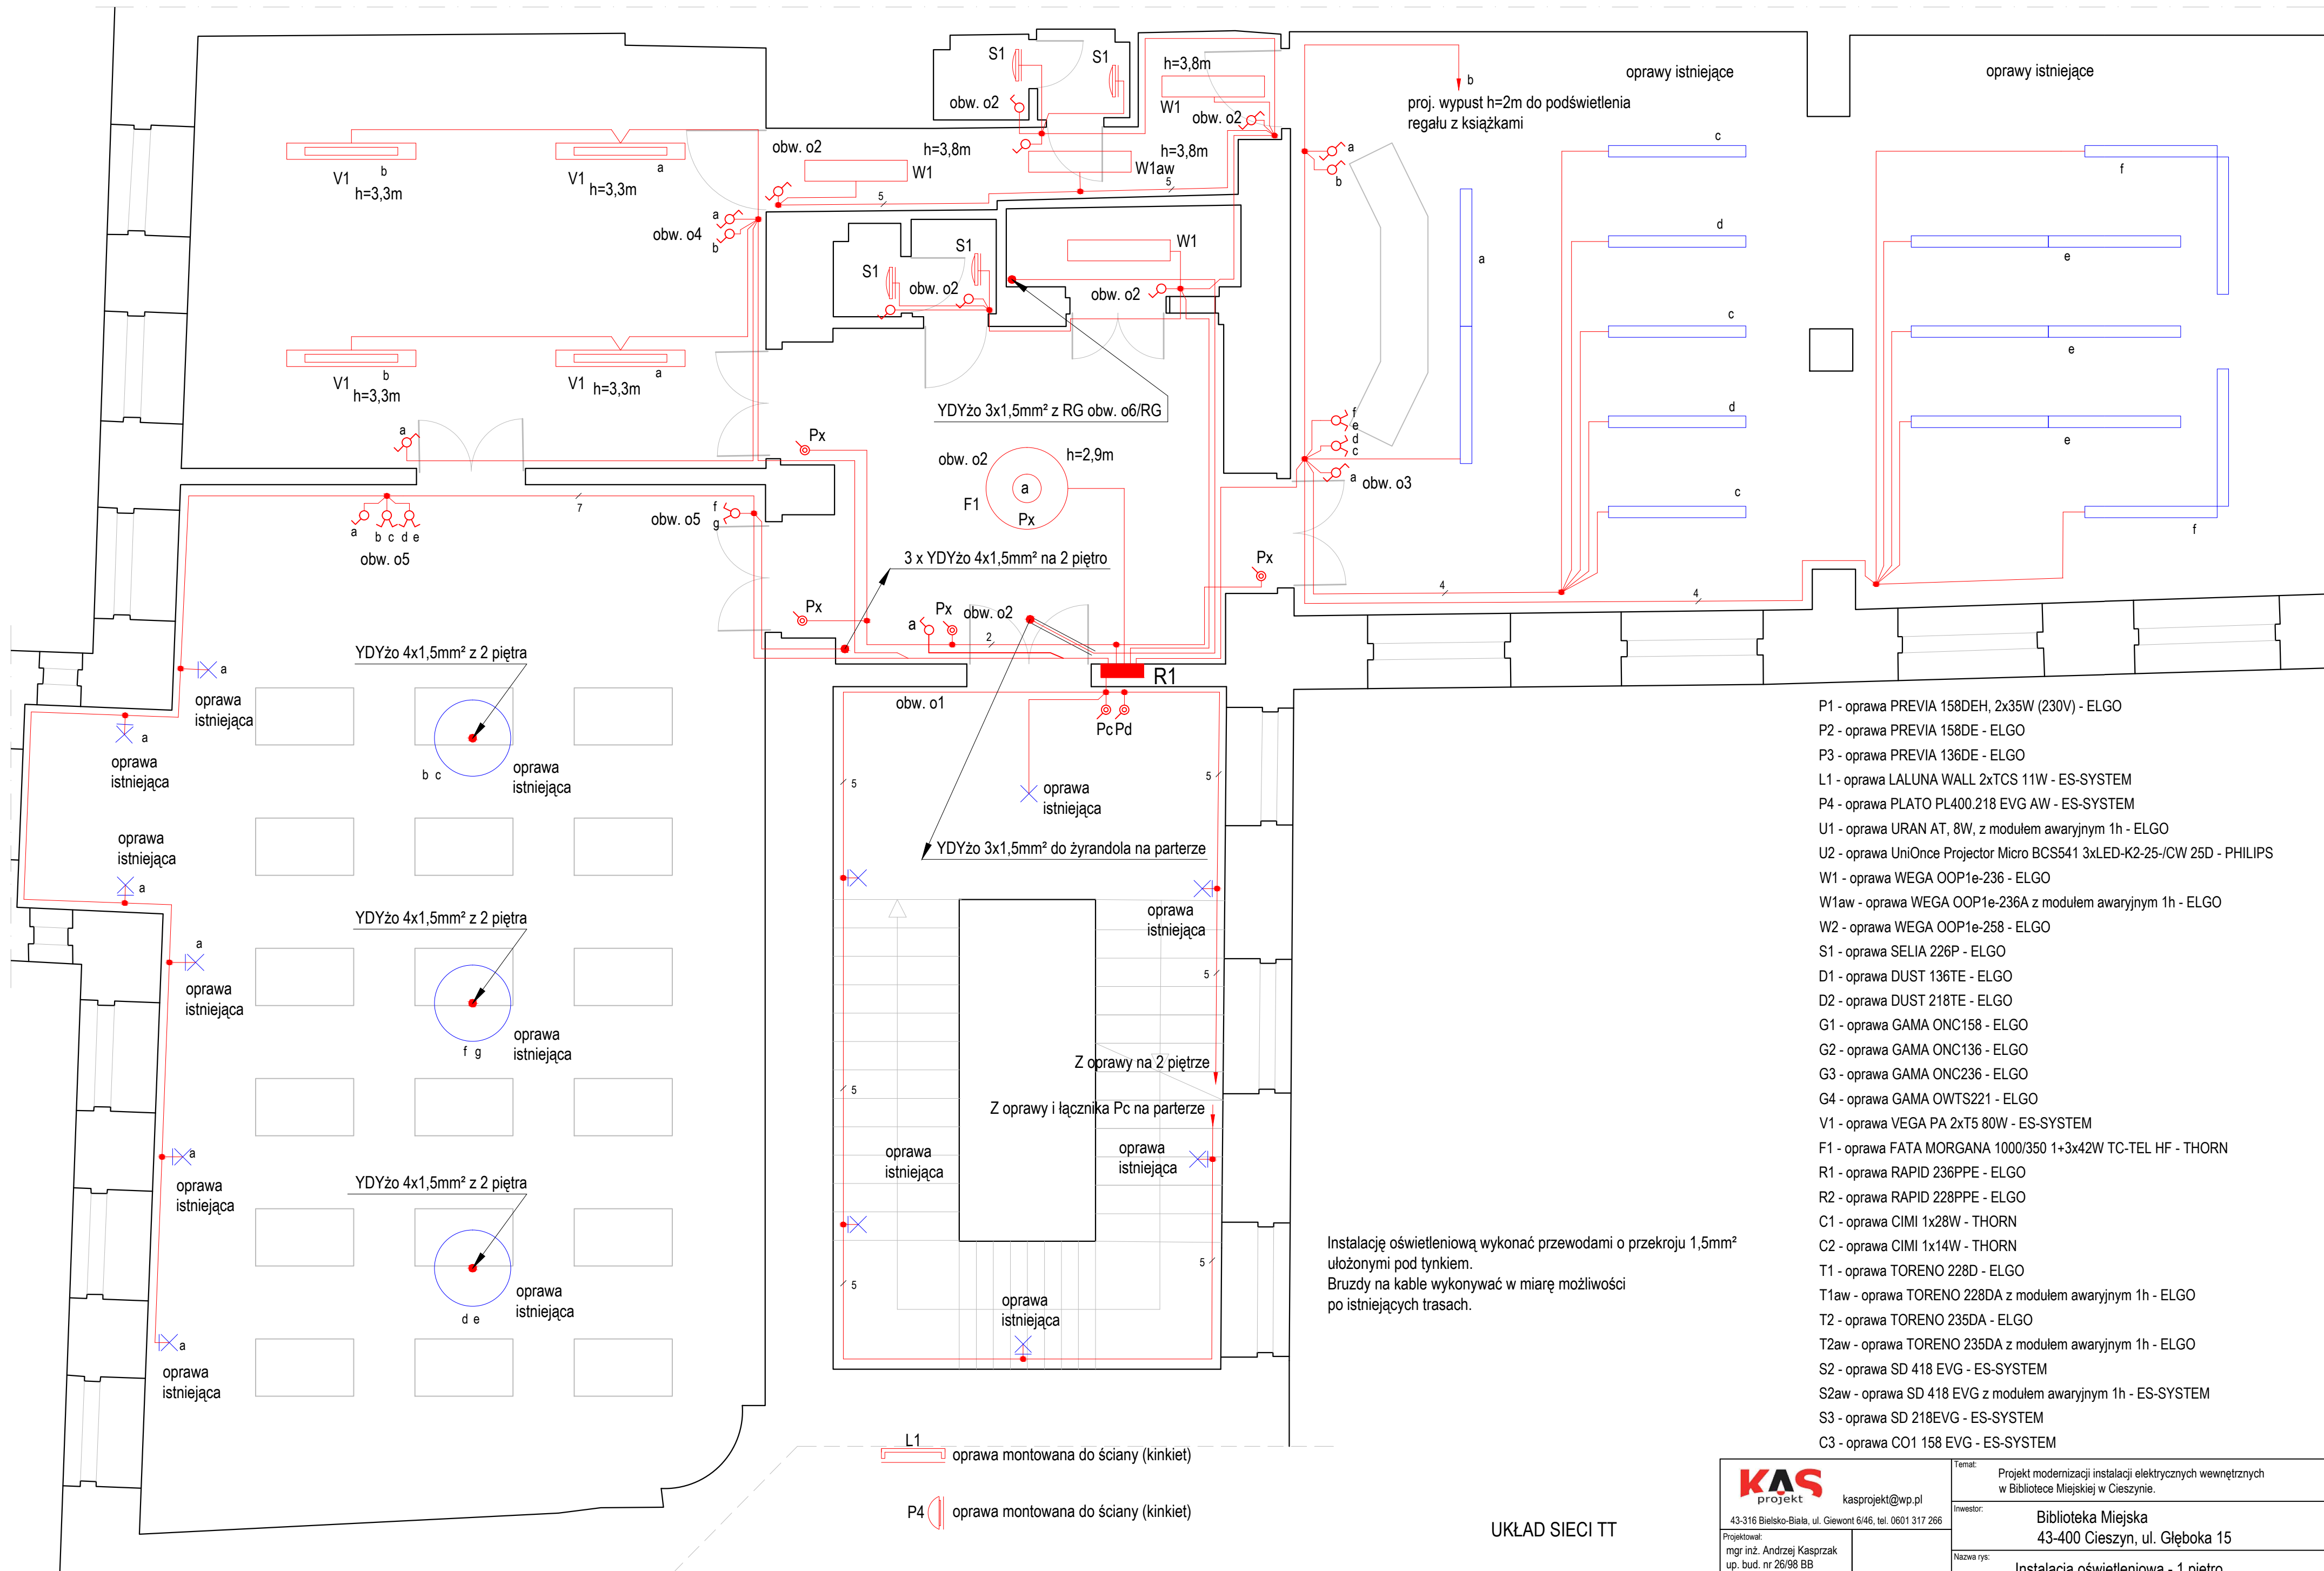 S1
S1
h=3,8m
W1
obw. o2
obw. o2
obw. o2
h=3,8m
W1
h=3,8m
W1aw
5
5
V1
b
h=3,3m
V1
a
h=3,3m
a
obw. o4
b
V1
b
h=3,3m
V1
a
h=3,3m
a
S1
S1
obw. o2
W1
obw. o2
YDYżo 3x1,5mm² z RG obw. o6/RG
Px
obw. o2
h=2,9m
a
F1
Px
b
proj. wypust h=2m do podświetlenia
regału z książkami
oprawy istniejące
oprawy istniejące
a
b
a
c
d
c
d
c
f
e
e
e
f
f
e
d
c
a
obw. o3
4
4
a
b c d e
obw. o5
7
obw. o5
f
g
3 x YDYżo 4x1,5mm² na 2 piętro
Px
Px
a
Px
obw. o2
2
R1
YDYżo 4x1,5mm² z 2 piętra
a
oprawa
istniejąca
a
oprawa
istniejąca
b c
oprawa
istniejąca
oprawa
istniejąca
a
YDYżo 4x1,5mm² z 2 piętra
a
oprawa
istniejąca
f g
oprawa
istniejąca
a
oprawa
istniejąca
YDYżo 4x1,5mm² z 2 piętra
d e
oprawa
istniejąca
a
oprawa
istniejąca
obw. o1
Pc
Pd
5
5
oprawa
istniejąca
YDYżo 3x1,5mm² do żyrandola na parterze
oprawa
istniejąca
5
Z oprawy na 2 piętrze
5
Z oprawy i łącznika Pc na parterze
oprawa
istniejąca
oprawa
istniejąca
5
5
oprawa
istniejąca
Instalację oświetleniową wykonać przewodami o przekroju 1,5mm²
ułożonymi pod tynkiem.
Bruzdy na kable wykonywać w miarę możliwości
po istniejących trasach.
P1 - oprawa PREVIA 158DEH, 2x35W (230V) - ELGO
P2 - oprawa PREVIA 158DE - ELGO
P3 - oprawa PREVIA 136DE - ELGO
L1 - oprawa LALUNA WALL 2xTCS 11W - ES-SYSTEM
P4 - oprawa PLATO PL400.218 EVG AW - ES-SYSTEM
U1 - oprawa URAN AT, 8W, z modułem awaryjnym 1h - ELGO
U2 - oprawa UniOnce Projector Micro BCS541 3xLED-K2-25-/CW 25D - PHILIPS
W1 - oprawa WEGA OOP1e-236 - ELGO
W1aw - oprawa WEGA OOP1e-236A z modułem awaryjnym 1h - ELGO
W2 - oprawa WEGA OOP1e-258 - ELGO
S1 - oprawa SELIA 226P - ELGO
D1 - oprawa DUST 136TE - ELGO
D2 - oprawa DUST 218TE - ELGO
G1 - oprawa GAMA ONC158 - ELGO
G2 - oprawa GAMA ONC136 - ELGO
G3 - oprawa GAMA ONC236 - ELGO
G4 - oprawa GAMA OWTS221 - ELGO
V1 - oprawa VEGA PA 2xT5 80W - ES-SYSTEM
F1 - oprawa FATA MORGANA 1000/350 1+3x42W TC-TEL HF - THORN
R1 - oprawa RAPID 236PPE - ELGO
R2 - oprawa RAPID 228PPE - ELGO
C1 - oprawa CIMI 1x28W - THORN
C2 - oprawa CIMI 1x14W - THORN
T1 - oprawa TORENO 228D - ELGO
T1aw - oprawa TORENO 228DA z modułem awaryjnym 1h - ELGO
T2 - oprawa TORENO 235DA - ELGO
T2aw - oprawa TORENO 235DA z modułem awaryjnym 1h - ELGO
S2 - oprawa SD 418 EVG - ES-SYSTEM
S2aw - oprawa SD 418 EVG z modułem awaryjnym 1h - ES-SYSTEM
S3 - oprawa SD 218EVG - ES-SYSTEM
C3 - oprawa CO1 158 EVG - ES-SYSTEM
L1
oprawa montowana do ściany (kinkiet)
P4
oprawa montowana do ściany (kinkiet)
UKŁAD SIECI TT
KAS
projekt
kasprojekt@wp.pl
43-316 Bielsko-Biała, ul. Giewont 6/46, tel. 0601 317 266
Projektował:
mgr inż. Andrzej Kasprzak
up. bud. nr 26/98 BB
Temat:
Projekt modernizacji instalacji elektrycznych wewnętrznych
w Bibliotece Miejskiej w Cieszynie.
Inwestor:
Biblioteka Miejska
43-400 Cieszyn, ul. Głęboka 15
Nazwa rys:
Instalacja oświetleniowa - 1 piętro